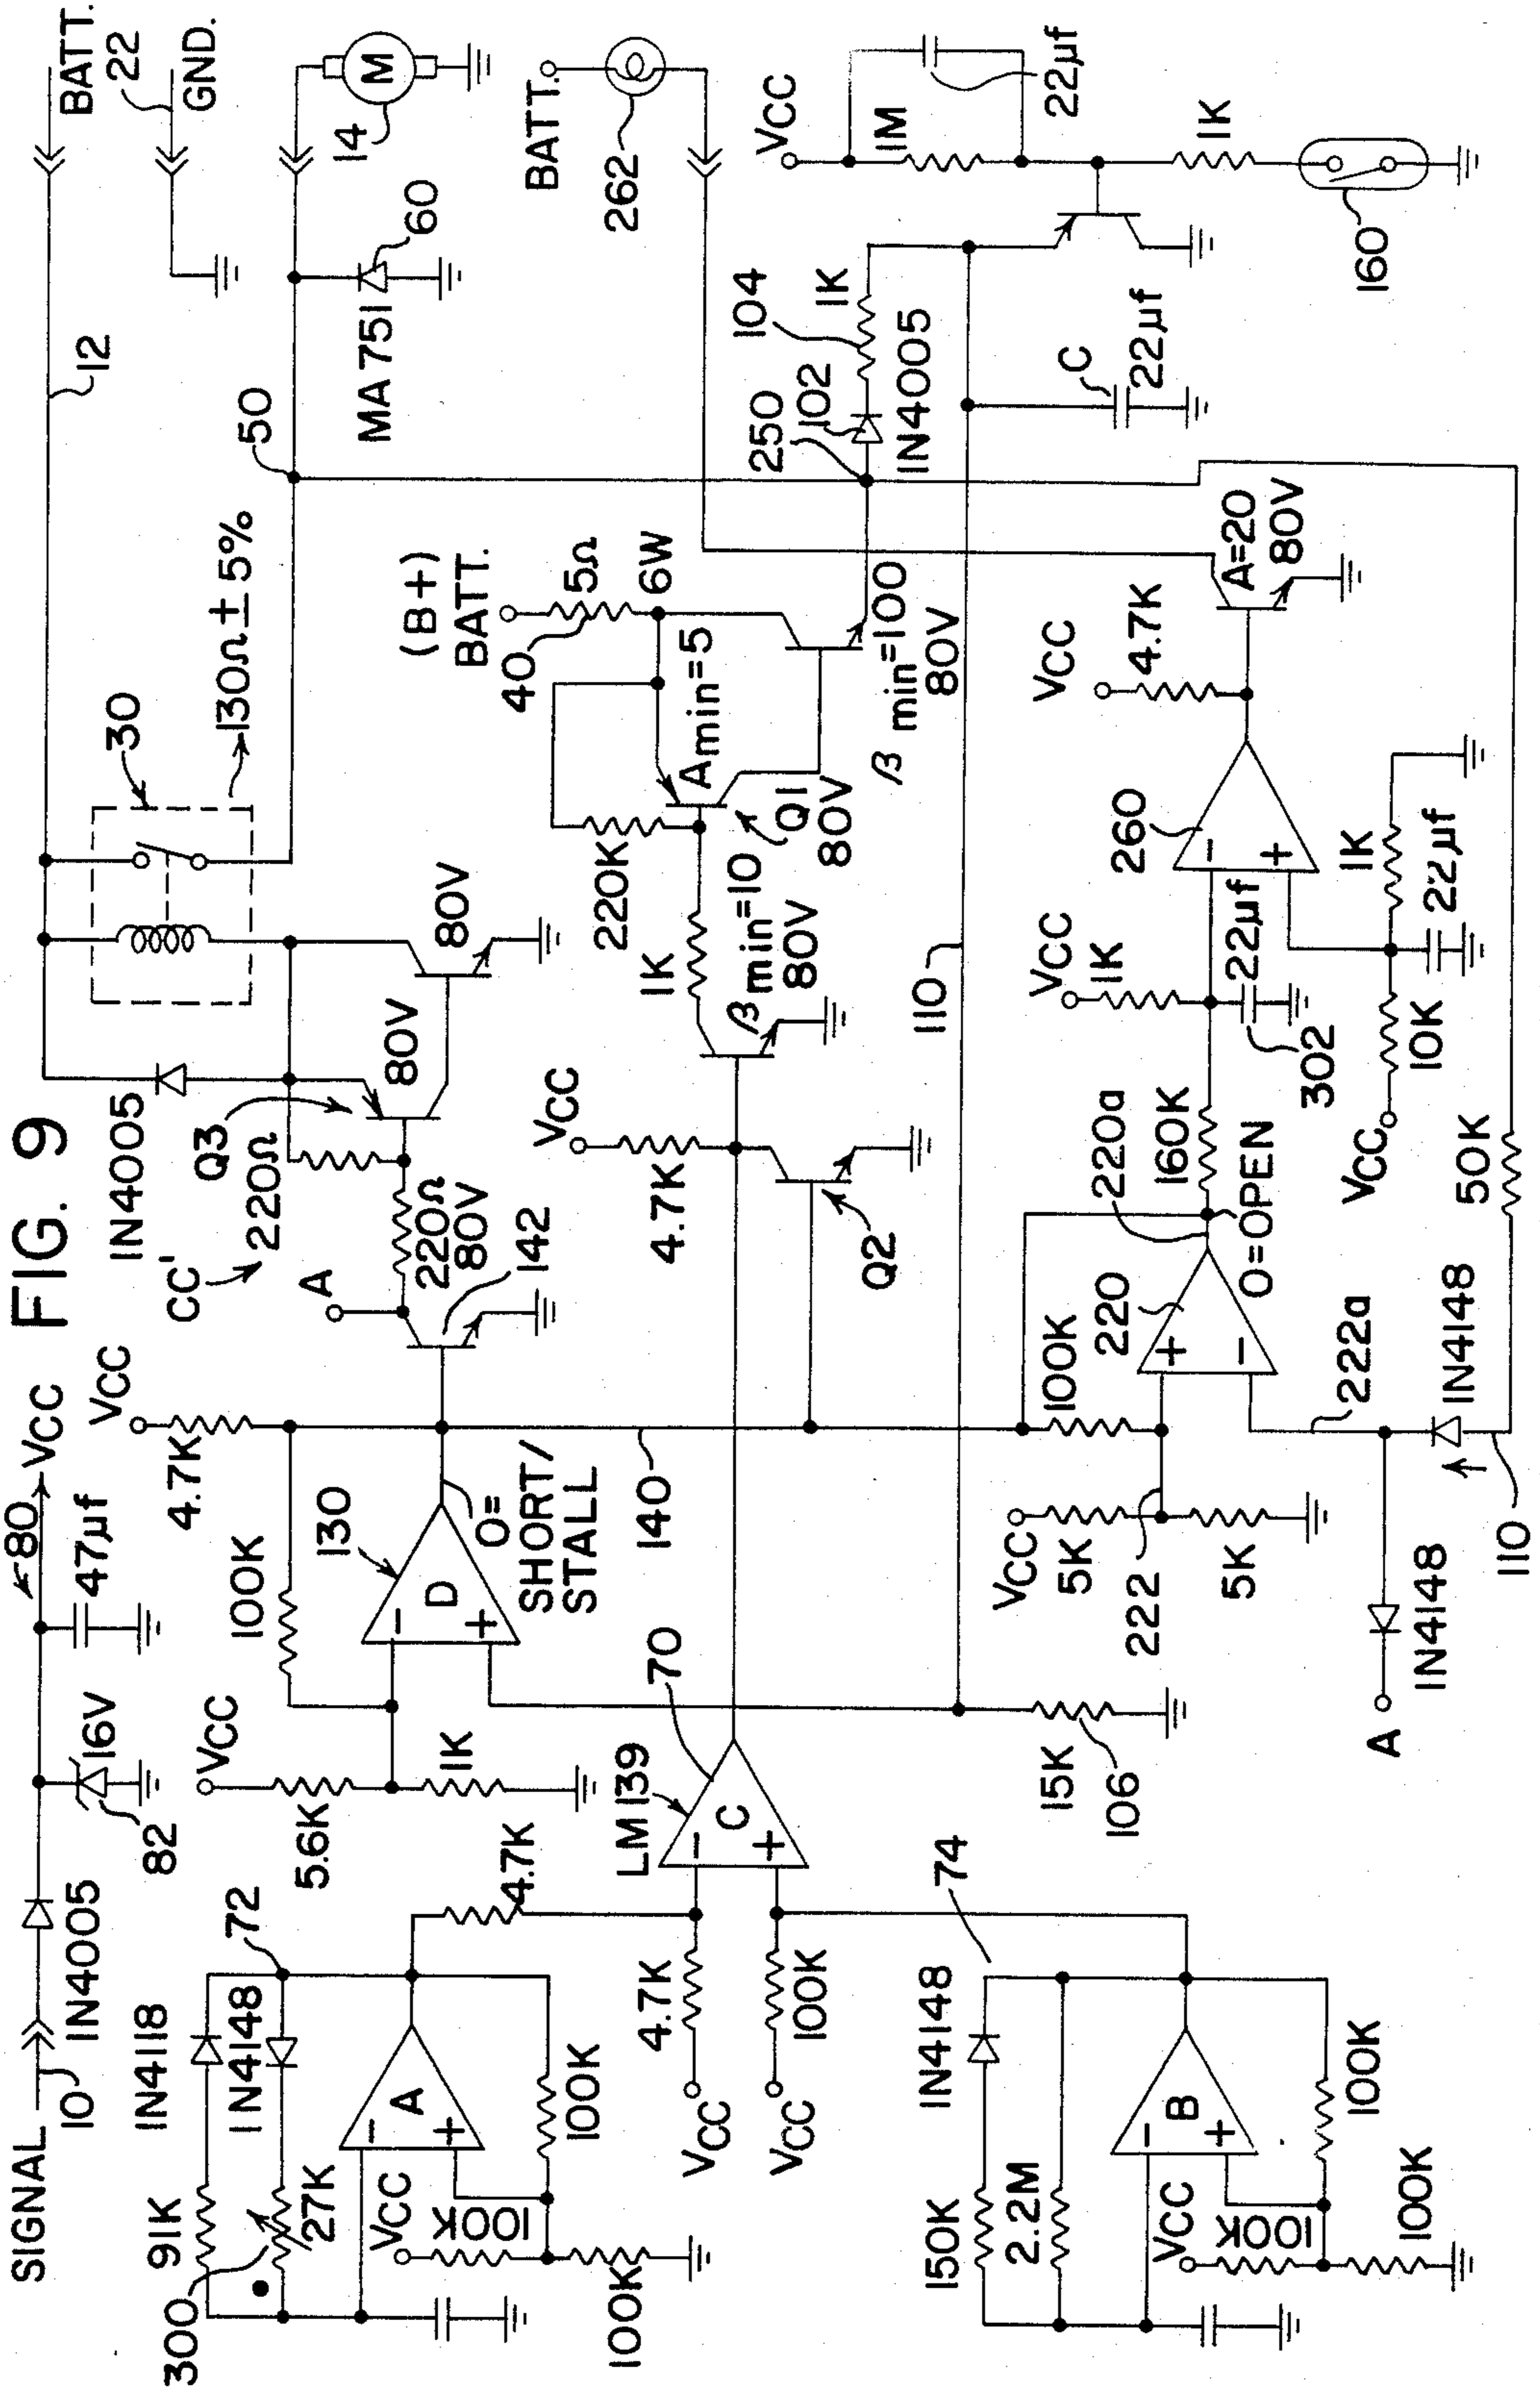 FIG. 9
SIGNAL
10
IN4005
82
16V
47µf
80
VCC
VCC
4.7K
CC'
IN4005
Q3
220Ω
A
220Ω
80V
142
80V
80V
30
130Ω ± 5%
12
50
BATT.
22
GND.
14
M
60
MA751
BATT.
262
IN4118
IN4148
72
91K
300
27K
A
-
+
VCC
100K
100K
100K
4.7K
4.7K
VCC
100K
VCC
VCC
5.6K
1K
100K
130
D
-
+
0=
SHORT/
STALL
140
LM139
70
C
-
+
VCC
4.7K
Q2
β
min=10
80V
1K
220K
Q1
80V
A min=5
(B+)
BATT.
40
5Ω
6W
β
min=100
80V
250
102
IN4005
104
1K
C
22µf
VCC
1M
22µf
1K
160
110
15K
106
74
IN4148
150K
2.2M
B
-
+
VCC
100K
100K
100K
VCC
5K
222
5K
100K
220
+
-
220a
0=OPEN
160K
222a
IN4148
IN4148
A
110
50K
VCC
1K
22µf
302
260
-
+
VCC
10K
1K
22µf
VCC
4.7K
A=20
80V